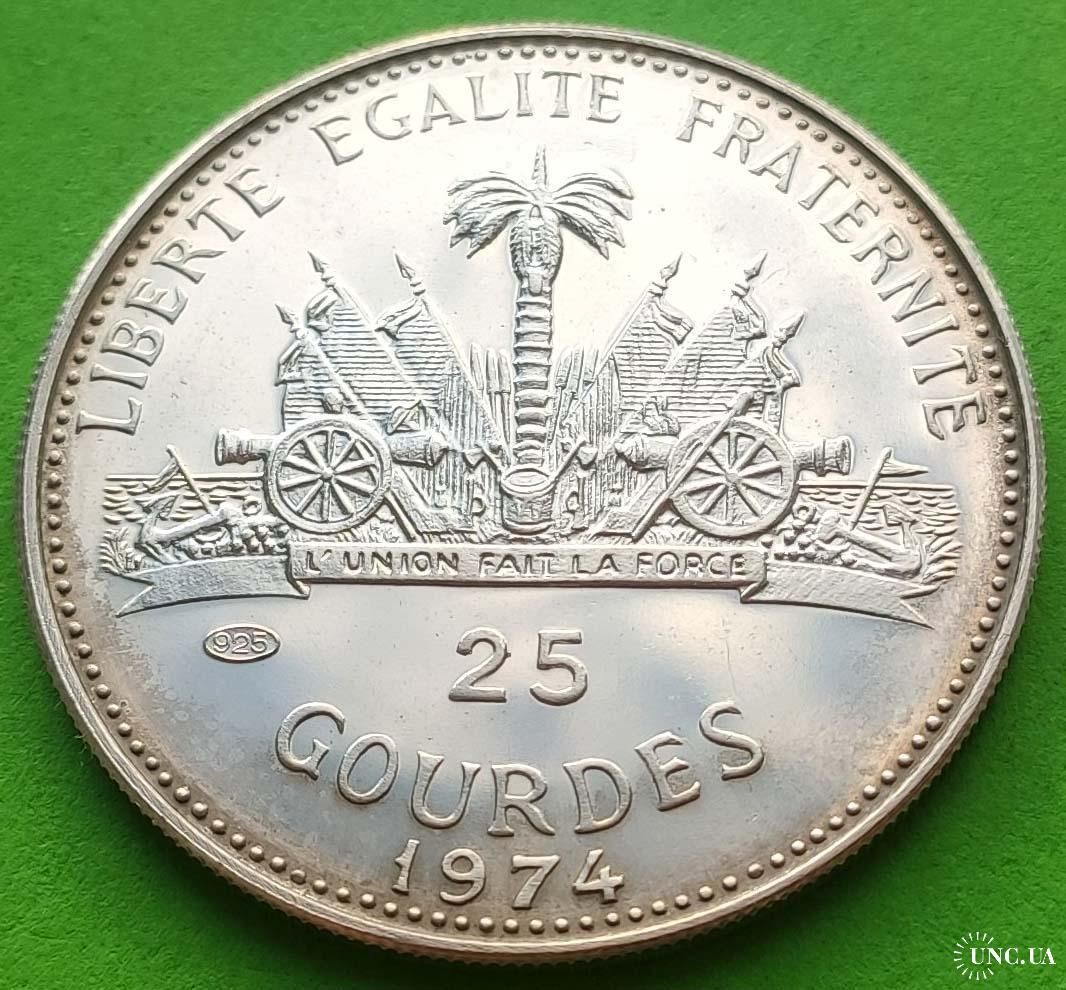 LIBERTE EGALITE FRATERNITE
L'UNION FAIT LA FORCE
925
25
GOURDES
1974
UNC.UA